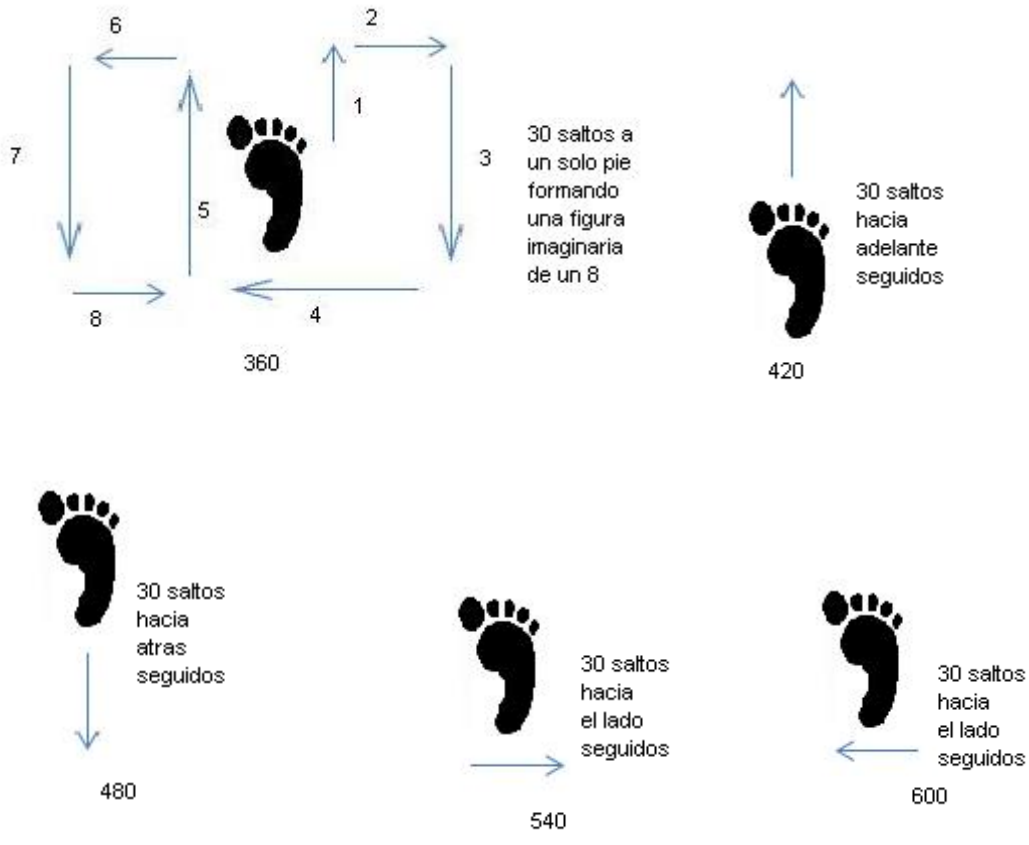 6
2
1
7
5
3
30 saltos a
un solo pie
formando
una figura
imaginaria
de un 8
8
4
360
30 saltos
hacia
adelante
seguidos
420
30 saltos
hacia
atras
seguidos
480
30 saltos
hacia
el lado
seguidos
540
30 saltos
hacia
el lado
seguidos
600